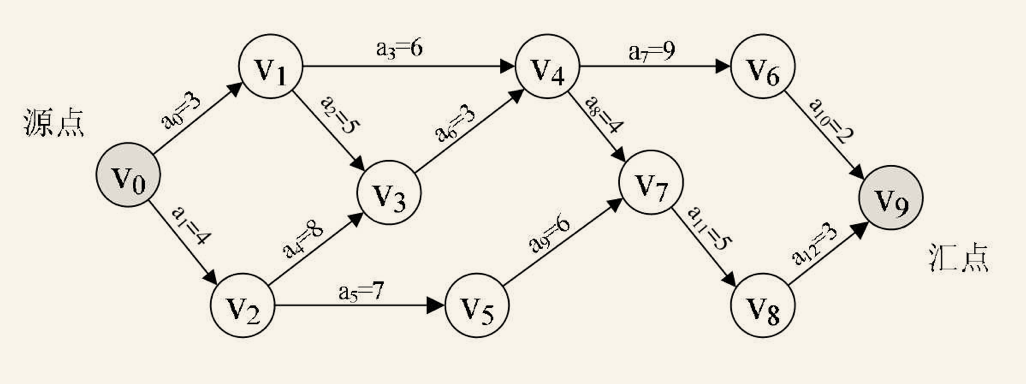 源点
V0
V1
V2
V3
V4
V5
V6
V7
V8
V9
汇点
a0=3
a1=4
a2=5
a3=6
a4=8
a5=7
a6=3
a7=9
a8=4
a9=6
a10=2
a11=5
a12=3